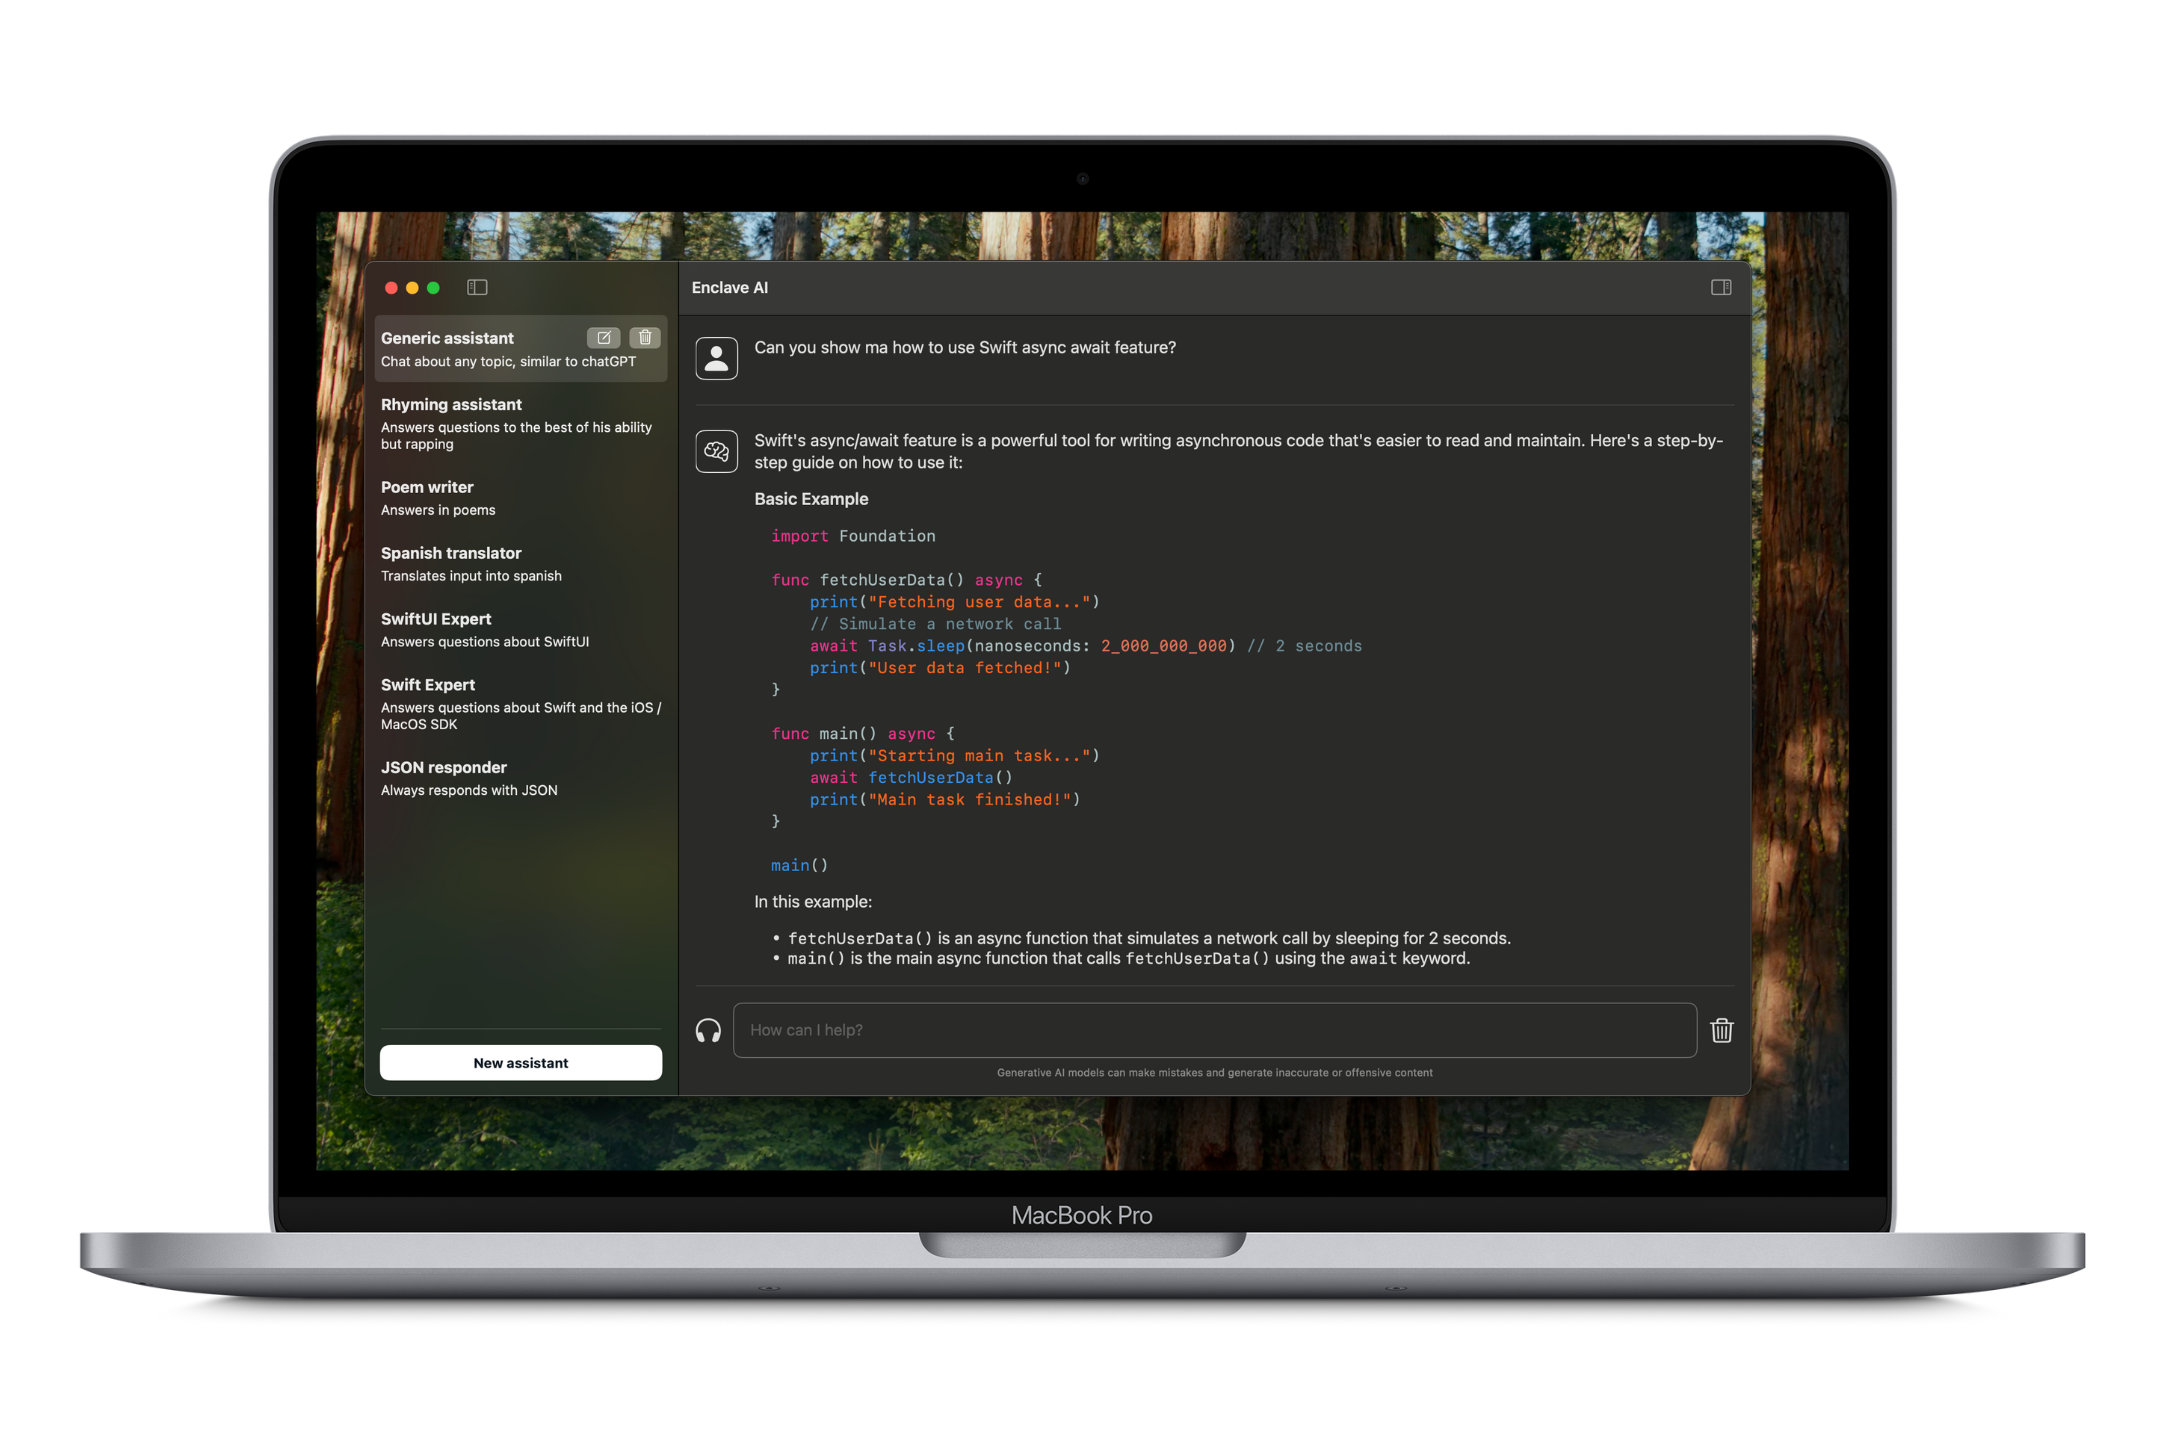 Enclave AI
Generic assistant
Chat about any topic, similar to chatGPT
Rhyming assistant
Answers questions to the best of his ability
but rapping
Poem writer
Answers in poems
Spanish translator
Translates input into spanish
SwiftUI Expert
Answers questions about SwiftUI
Swift Expert
Answers questions about Swift and the iOS /
MacOS SDK
JSON responder
Always responds with JSON
New assistant
Can you show ma how to use Swift async await feature?
Swift's async/await feature is a powerful tool for writing asynchronous code that's easier to read and maintain. Here's a step-by-
step guide on how to use it:
Basic Example
import Foundation
func fetchUserData() async {
    print("Fetching user data...")
    // Simulate a network call
    await Task.sleep(nanoseconds: 2_000_000_000) // 2 seconds
    print("User data fetched!")
}
func main() async {
    print("Starting main task...")
    await fetchUserData()
    print("Main task finished!")
}
main()
In this example:
• fetchUserData() is an async function that simulates a network call by sleeping for 2 seconds.
• main() is the main async function that calls fetchUserData() using the await keyword.
How can I help?
Generative AI models can make mistakes and generate inaccurate or offensive content
MacBook Pro